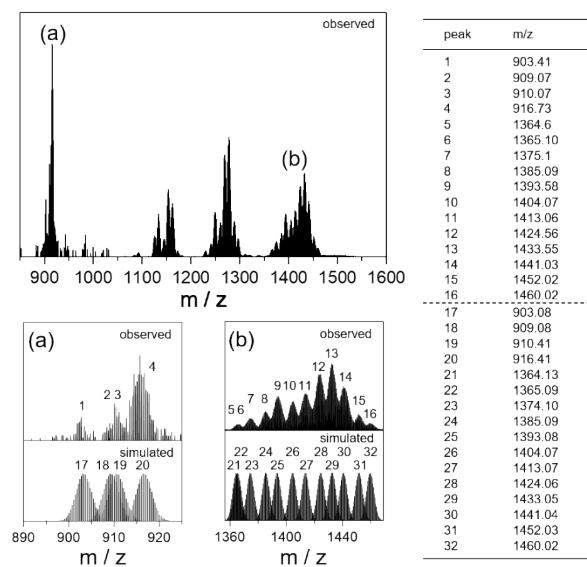 (a)
observed
(b)
900 1000 1100 1200 1300 1400 1500 1600
m / z
(a)
observed
1
2
3
4
simulated
17
18
19
20
890 900 910 920
m / z
(b)
observed
5
6
7
8
9
10
11
12
13
14
15
16
simulated
22 24 26 28 30 32
21 23 25 27 29 31
1360 1400 1440
m / z
peak m/z
1 903.41
2 909.07
3 910.07
4 916.73
5 1364.6
6 1365.10
7 1375.1
8 1385.09
9 1393.58
10 1404.07
11 1413.06
12 1424.56
13 1433.55
14 1441.03
15 1452.02
16 1460.02
17 903.08
18 909.08
19 910.41
20 916.41
21 1364.13
22 1365.09
23 1374.10
24 1385.09
25 1393.08
26 1404.07
27 1413.07
28 1424.06
29 1433.05
30 1441.04
31 1452.03
32 1460.02